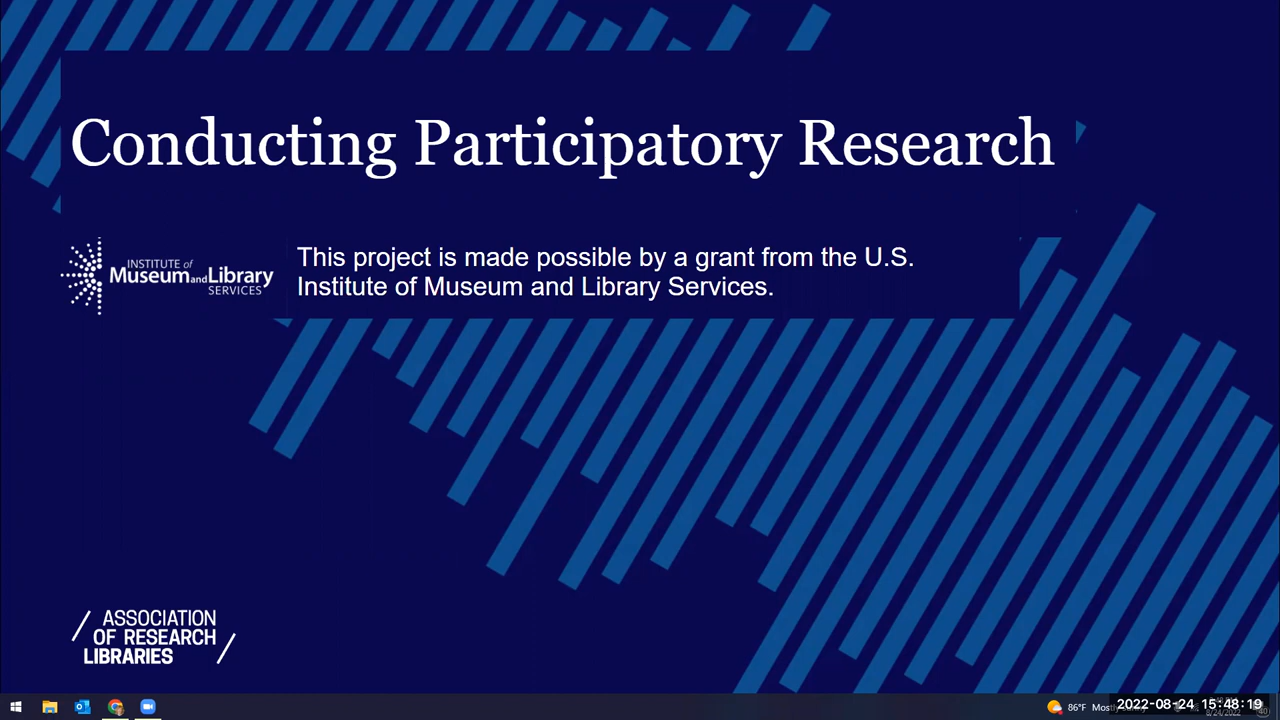 Conducting Participatory Research
INSTITUTE of
Museum and Library
SERVICES
This project is made possible by a grant from the U.S.
Institute of Museum and Library Services.
ASSOCIATION
OF RESEARCH
LIBRARIES
86°F
2022-08-24 15:48:19